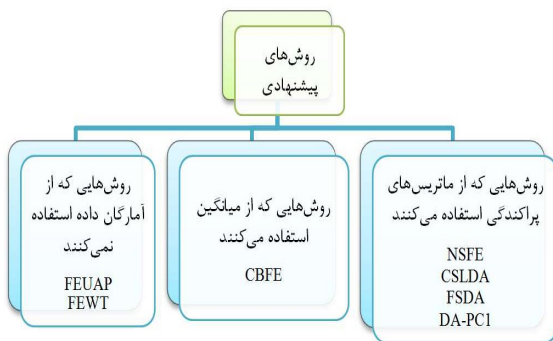 روش‌های
پیشنهادی
روش‌هایی که از ماتریس‌های
پراکندگی استفاده می‌کنند
NSFE
CSLDA
FSDA
DA-PC1
روش‌هایی که از میانگین
استفاده می‌کنند
CBFE
روش‌هایی که از
آمارگان داده استفاده
نمی‌کنند
FEUAP
FEWT